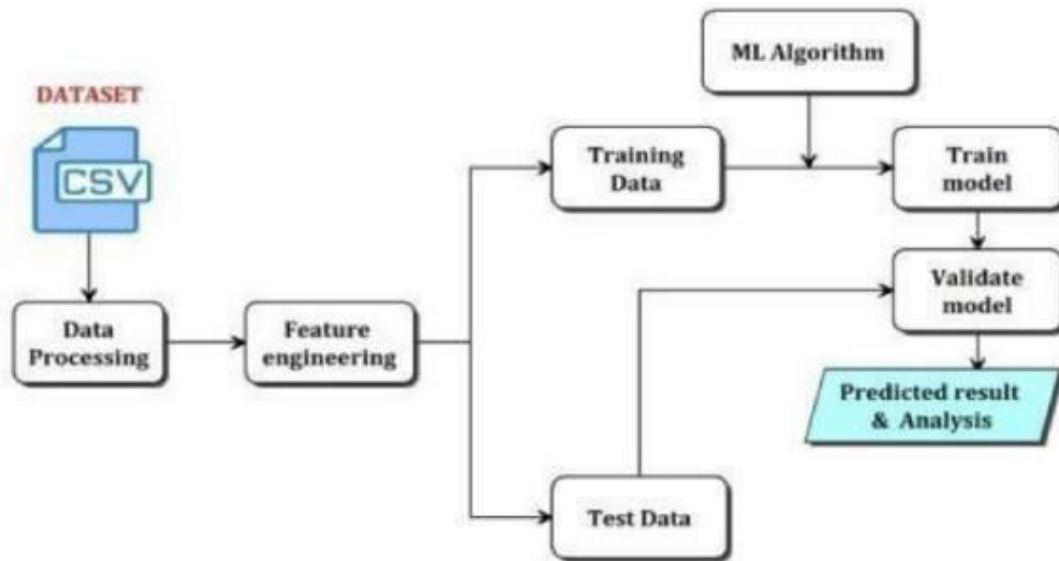 DATASET
CSV
Data
Processing
Feature
engineering
Training
Data
ML Algorithm
Train
model
Validate
model
Predicted result
& Analysis
Test Data